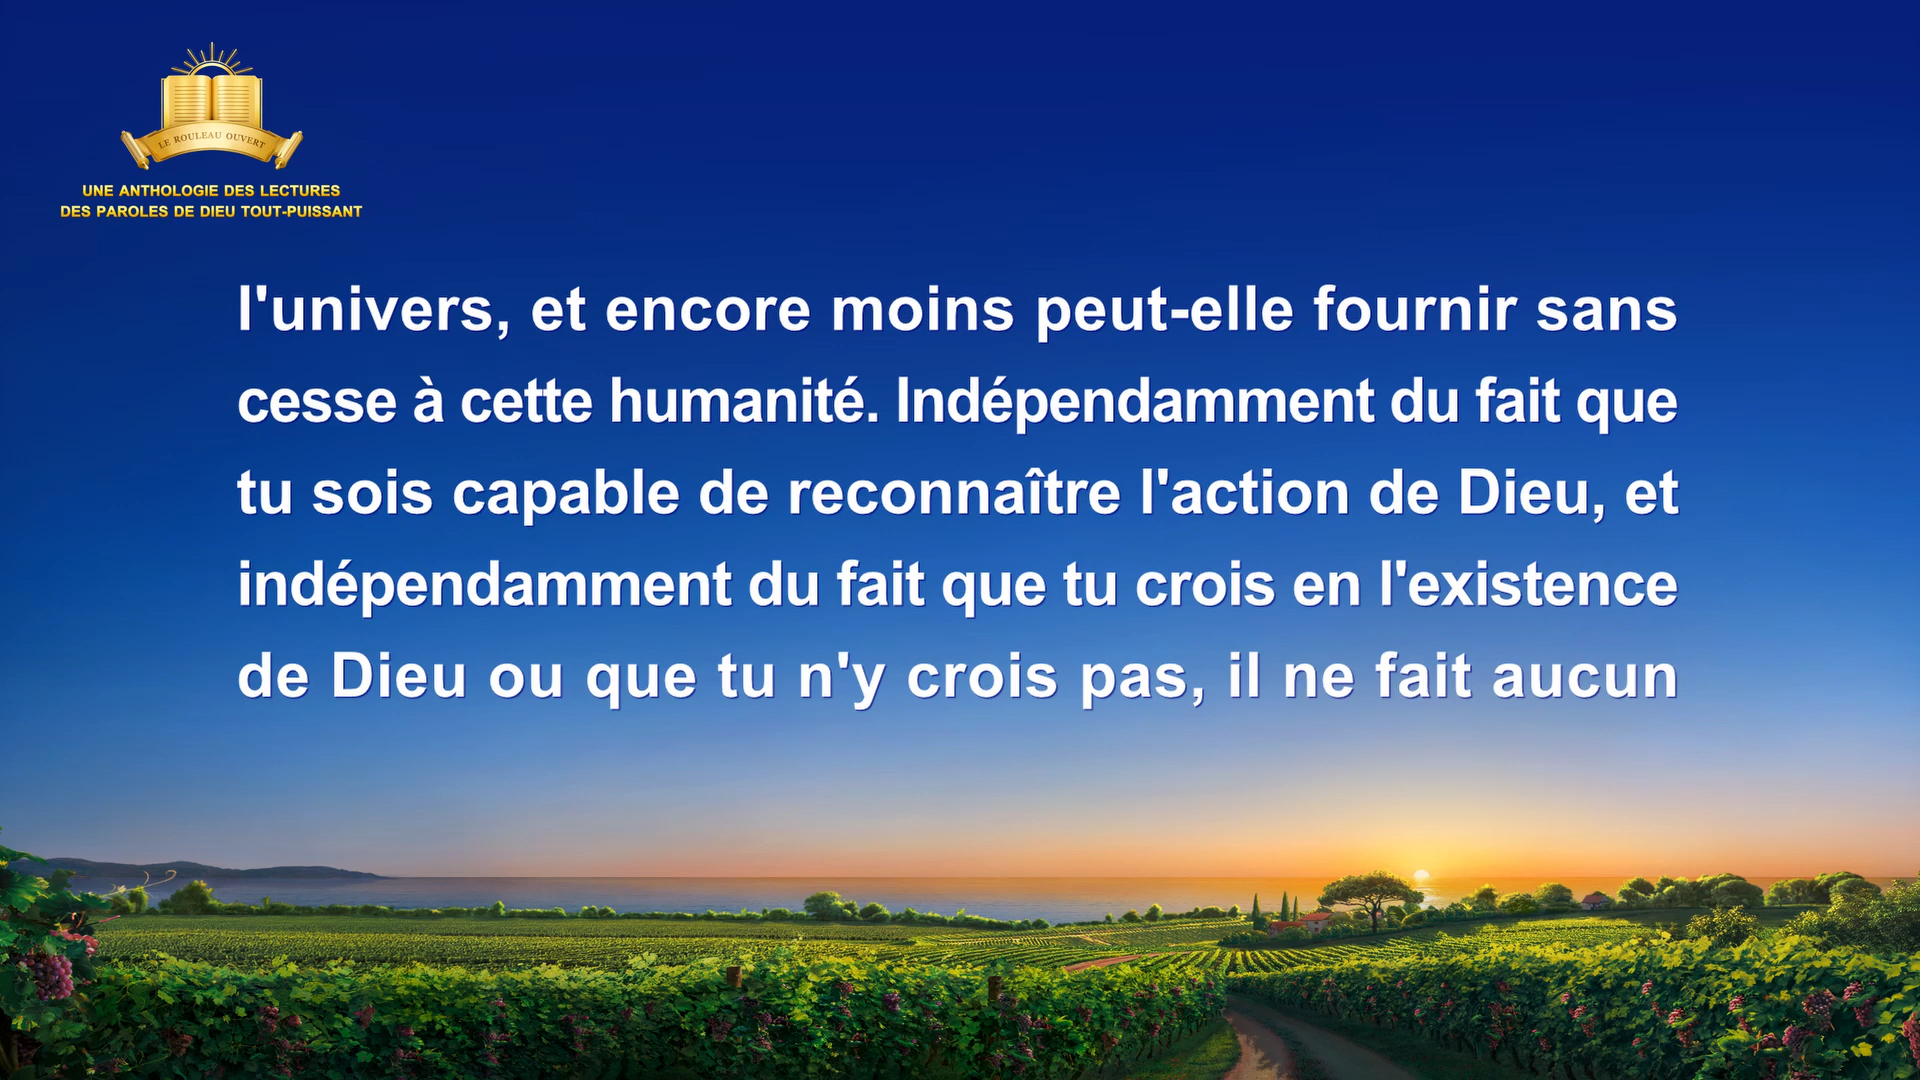 LE ROULEAU OUVERT
UNE ANTHOLOGIE DES LECTURES
DES PAROLES DE DIEU TOUT-PUISSANT
l'univers, et encore moins peut-elle fournir sans
cesse à cette humanité. Indépendamment du fait que
tu sois capable de reconnaître l'action de Dieu, et
indépendamment du fait que tu crois en l'existence
de Dieu ou que tu n'y crois pas, il ne fait aucun